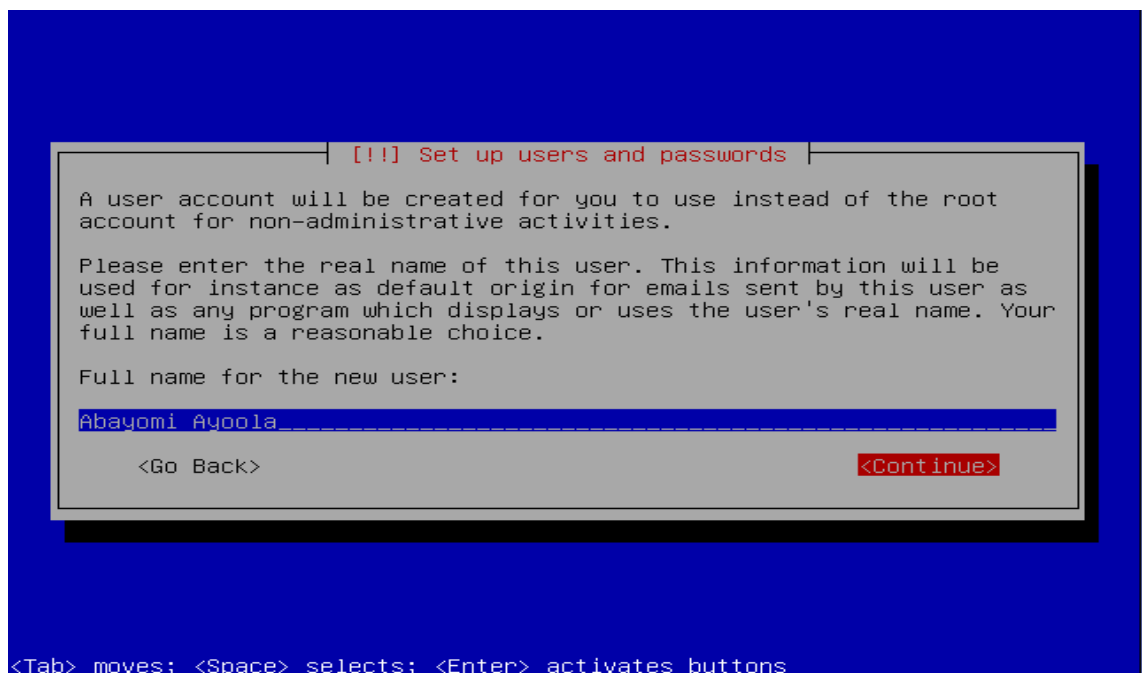 [!!] Set up users and passwords
A user account will be created for you to use instead of the root
account for non-administrative activities.
Please enter the real name of this user. This information will be
used for instance as default origin for emails sent by this user as
well as any program which displays or uses the user's real name. Your
full name is a reasonable choice.
Full name for the new user:
Abayomi Ayoola
<Go Back> <Continue>
<Tab> moves; <Space> selects; <Enter> activates buttons